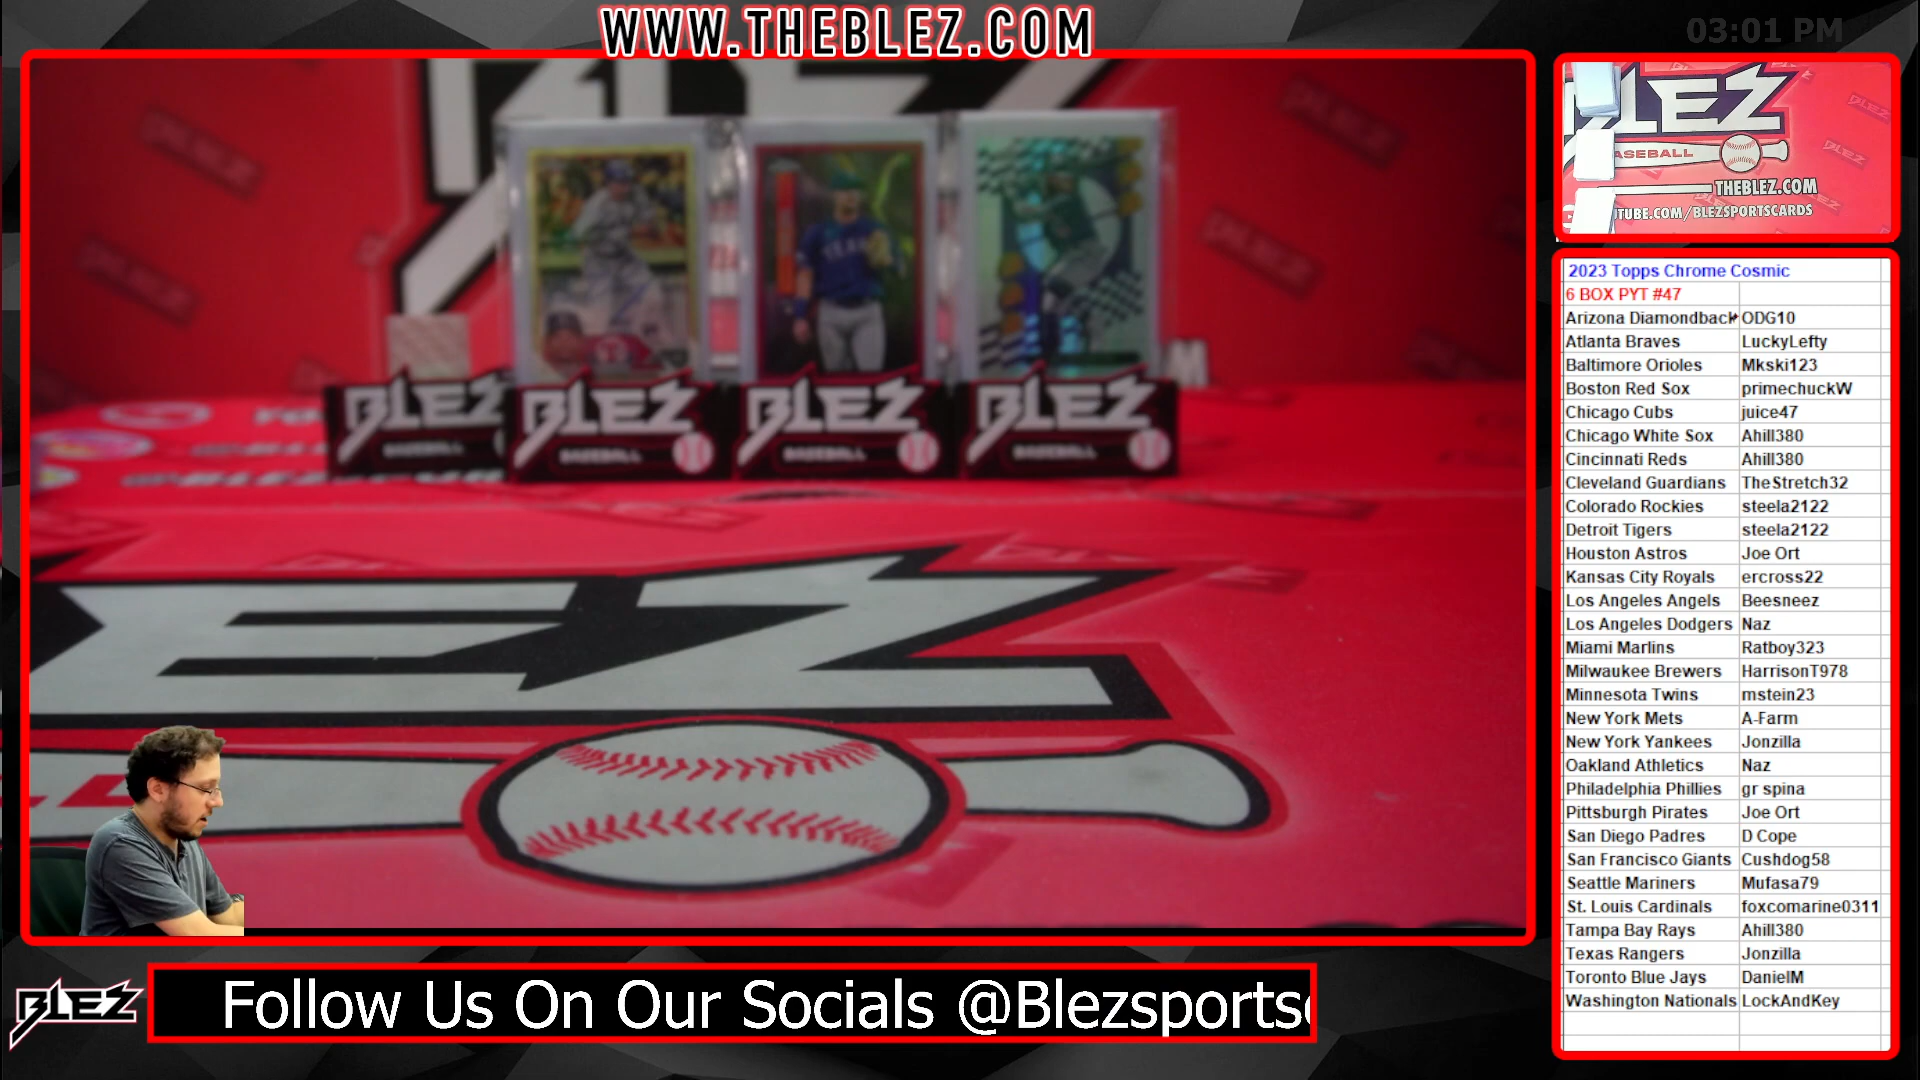 WWW.THEBLEZ.COM
03:01 PM
BLEZ
BASEBALL
BLEZ
BASEBALL
BLEZ
BASEBALL
BLEZ
BASEBALL
EZ
LEZ
ASEBALL
THEBLEZ.COM
UTUBE.COM/BLEZSPORTSCARDS
2023 Topps Chrome Cosmic
6 BOX PYT #47
Arizona Diamondback ODG10
Atlanta Braves LuckyLefty
Baltimore Orioles Mkski123
Boston Red Sox primechuckW
Chicago Cubs juice47
Chicago White Sox Ahill380
Cincinnati Reds Ahill380
Cleveland Guardians TheStretch32
Colorado Rockies steela2122
Detroit Tigers steela2122
Houston Astros Joe Ort
Kansas City Royals ercross22
Los Angeles Angels Beesneez
Los Angeles Dodgers Naz
Miami Marlins Ratboy323
Milwaukee Brewers HarrisonT978
Minnesota Twins mstein23
New York Mets A-Farm
New York Yankees Jonzilla
Oakland Athletics Naz
Philadelphia Phillies gr spina
Pittsburgh Pirates Joe Ort
San Diego Padres D Cope
San Francisco Giants Cushdog58
Seattle Mariners Mufasa79
St. Louis Cardinals foxcomarine0311
Tampa Bay Rays Ahill380
Texas Rangers Jonzilla
Toronto Blue Jays DanielM
Washington Nationals LockAndKey
BLEZ
Follow Us On Our Socials @Blezsports